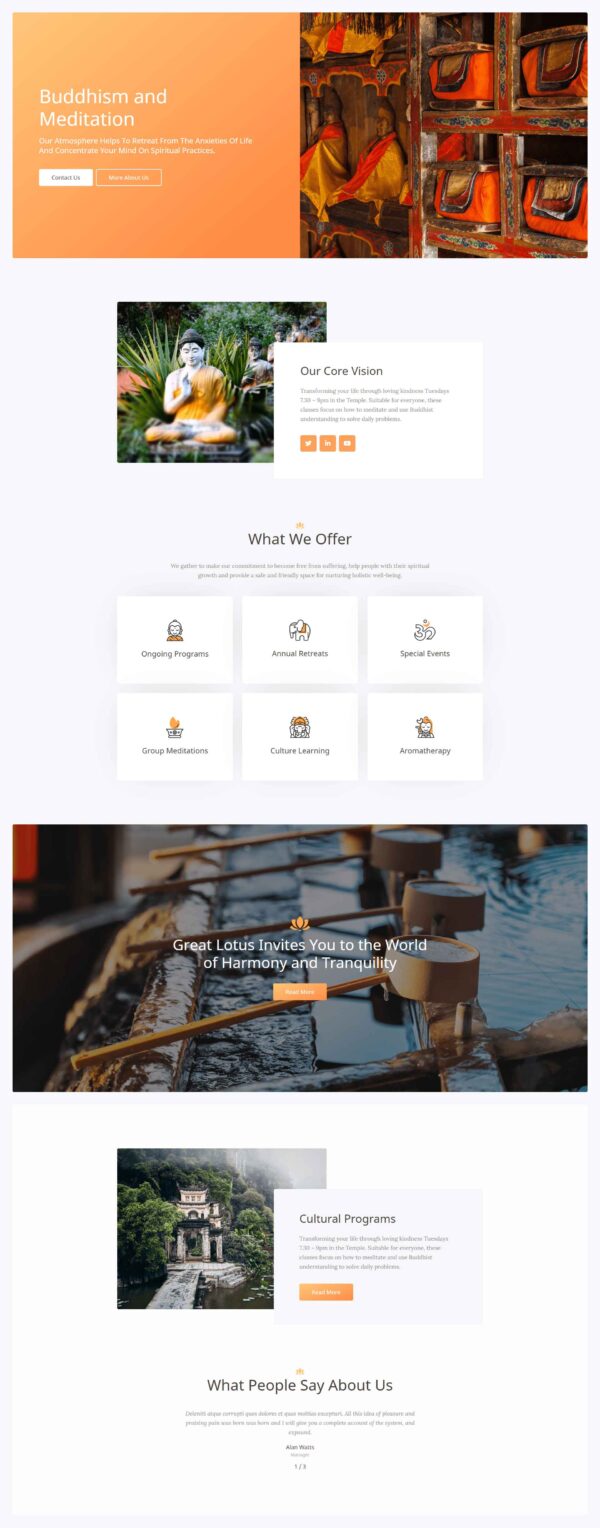 Buddhism and
Meditation
Our Atmosphere Helps To Retreat From The Anxieties Of Life
And Concentrate Your Mind On Spiritual Practices.
Contact Us
More About Us
Our Core Vision
Transforming your life through loving kindness Tuesdays
7.30 – 9pm in the Temple. Suitable for everyone, these
classes focus on how to meditate and use Buddhist
understanding to solve daily problems.
What We Offer
We gather to make our commitment to become free from suffering, help people with their spiritual
growth and provide a safe and friendly space for nurturing holistic well-being.
Ongoing Programs
Annual Retreats
Special Events
Group Meditations
Culture Learning
Aromatherapy
Great Lotus Invites You to the World
of Harmony and Tranquility
Read More
Cultural Programs
Transforming your life through loving kindness Tuesdays
7.30 – 9pm in the Temple. Suitable for everyone, these
classes focus on how to meditate and use Buddhist
understanding to solve daily problems.
Read More
What People Say About Us
Deleniti atque corrupti quos dolores et quas molitias excepturi, All this idea of pleasure and
praising pain was born was born and I will give you a complete account of the system, and
expound.
Alan Watts
Manager
1 / 3